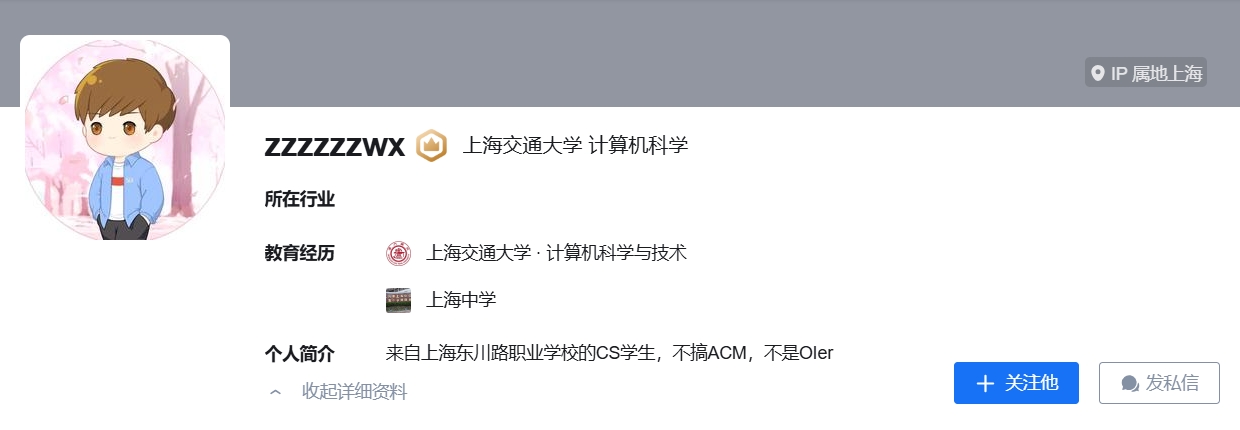 IP 属地上海
zzzzzzwx 上海交通大学 计算机科学
所在行业
教育经历 上海交通大学 · 计算机科学与技术
上海中学
个人简介 来自上海东川路职业学校的CS学生，不搞ACM，不是OIer
收起详细资料
关注他 发私信